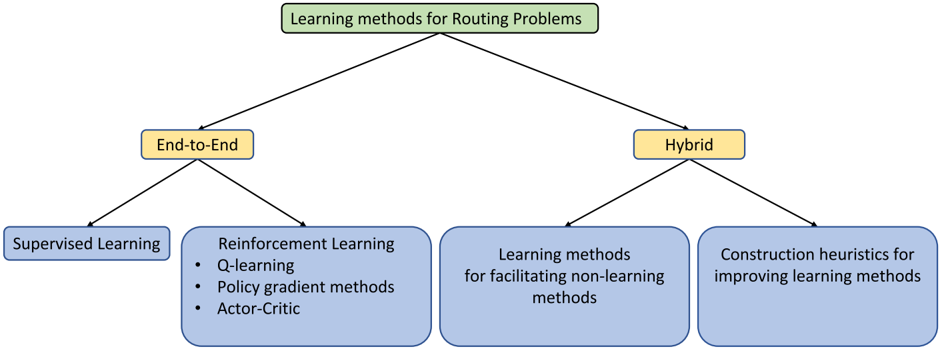 Learning methods for Routing Problems
End-to-End
Hybrid
Supervised Learning
Reinforcement Learning
• Q-learning
• Policy gradient methods
• Actor-Critic
Learning methods
for facilitating non-learning
methods
Construction heuristics for
improving learning methods